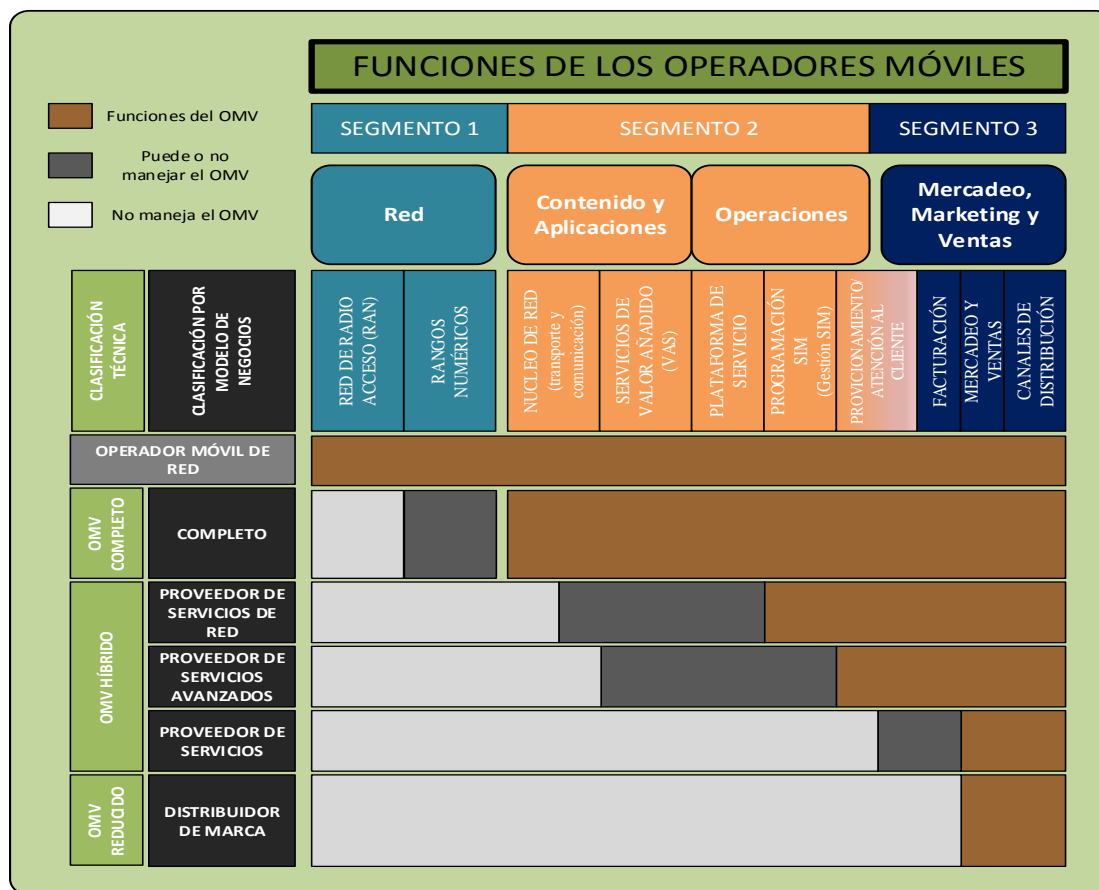 FUNCIONES DE LOS OPERADORES MÓVILES
Funciones del OMV
Puede o no
manejar el OMV
No maneja el OMV
SEGMENTO 1
SEGMENTO 2
SEGMENTO 3
Red
Contenido y
Aplicaciones
Operaciones
Mercadeo,
Marketing y
Ventas
CLASIFICACIÓN
TÉCNICA
CLASIFICACIÓN POR
MODELO DE
NEGOCIOS
RED DE RADIO
ACCESO (RAN)
RANGOS
NUMÉRICOS
NUCLEO DE RED
(transporte y
comunicación)
SERVICIOS DE
VALOR AÑADIDO
(VAS)
PLATAFORMA DE
SERVICIO
PROGRAMACIÓN
SIM
(Gestión SIM)
PROVICIONAMIENTO/
ATENCIÓN AL
CLIENTE
FACTURACIÓN
MERCADEO Y
VENTAS
CANALES DE
DISTRIBUCIÓN
OPERADOR MÓVIL DE
RED
OMV
COMPLETO
COMPLETO
OMV HÍBRIDO
PROVEEDOR DE
SERVICIOS DE
RED
PROVEEDOR DE
SERVICIOS
AVANZADOS
PROVEEDOR DE
SERVICIOS
OMV
REDUCIDO
DISTRIBUIDOR
DE MARCA